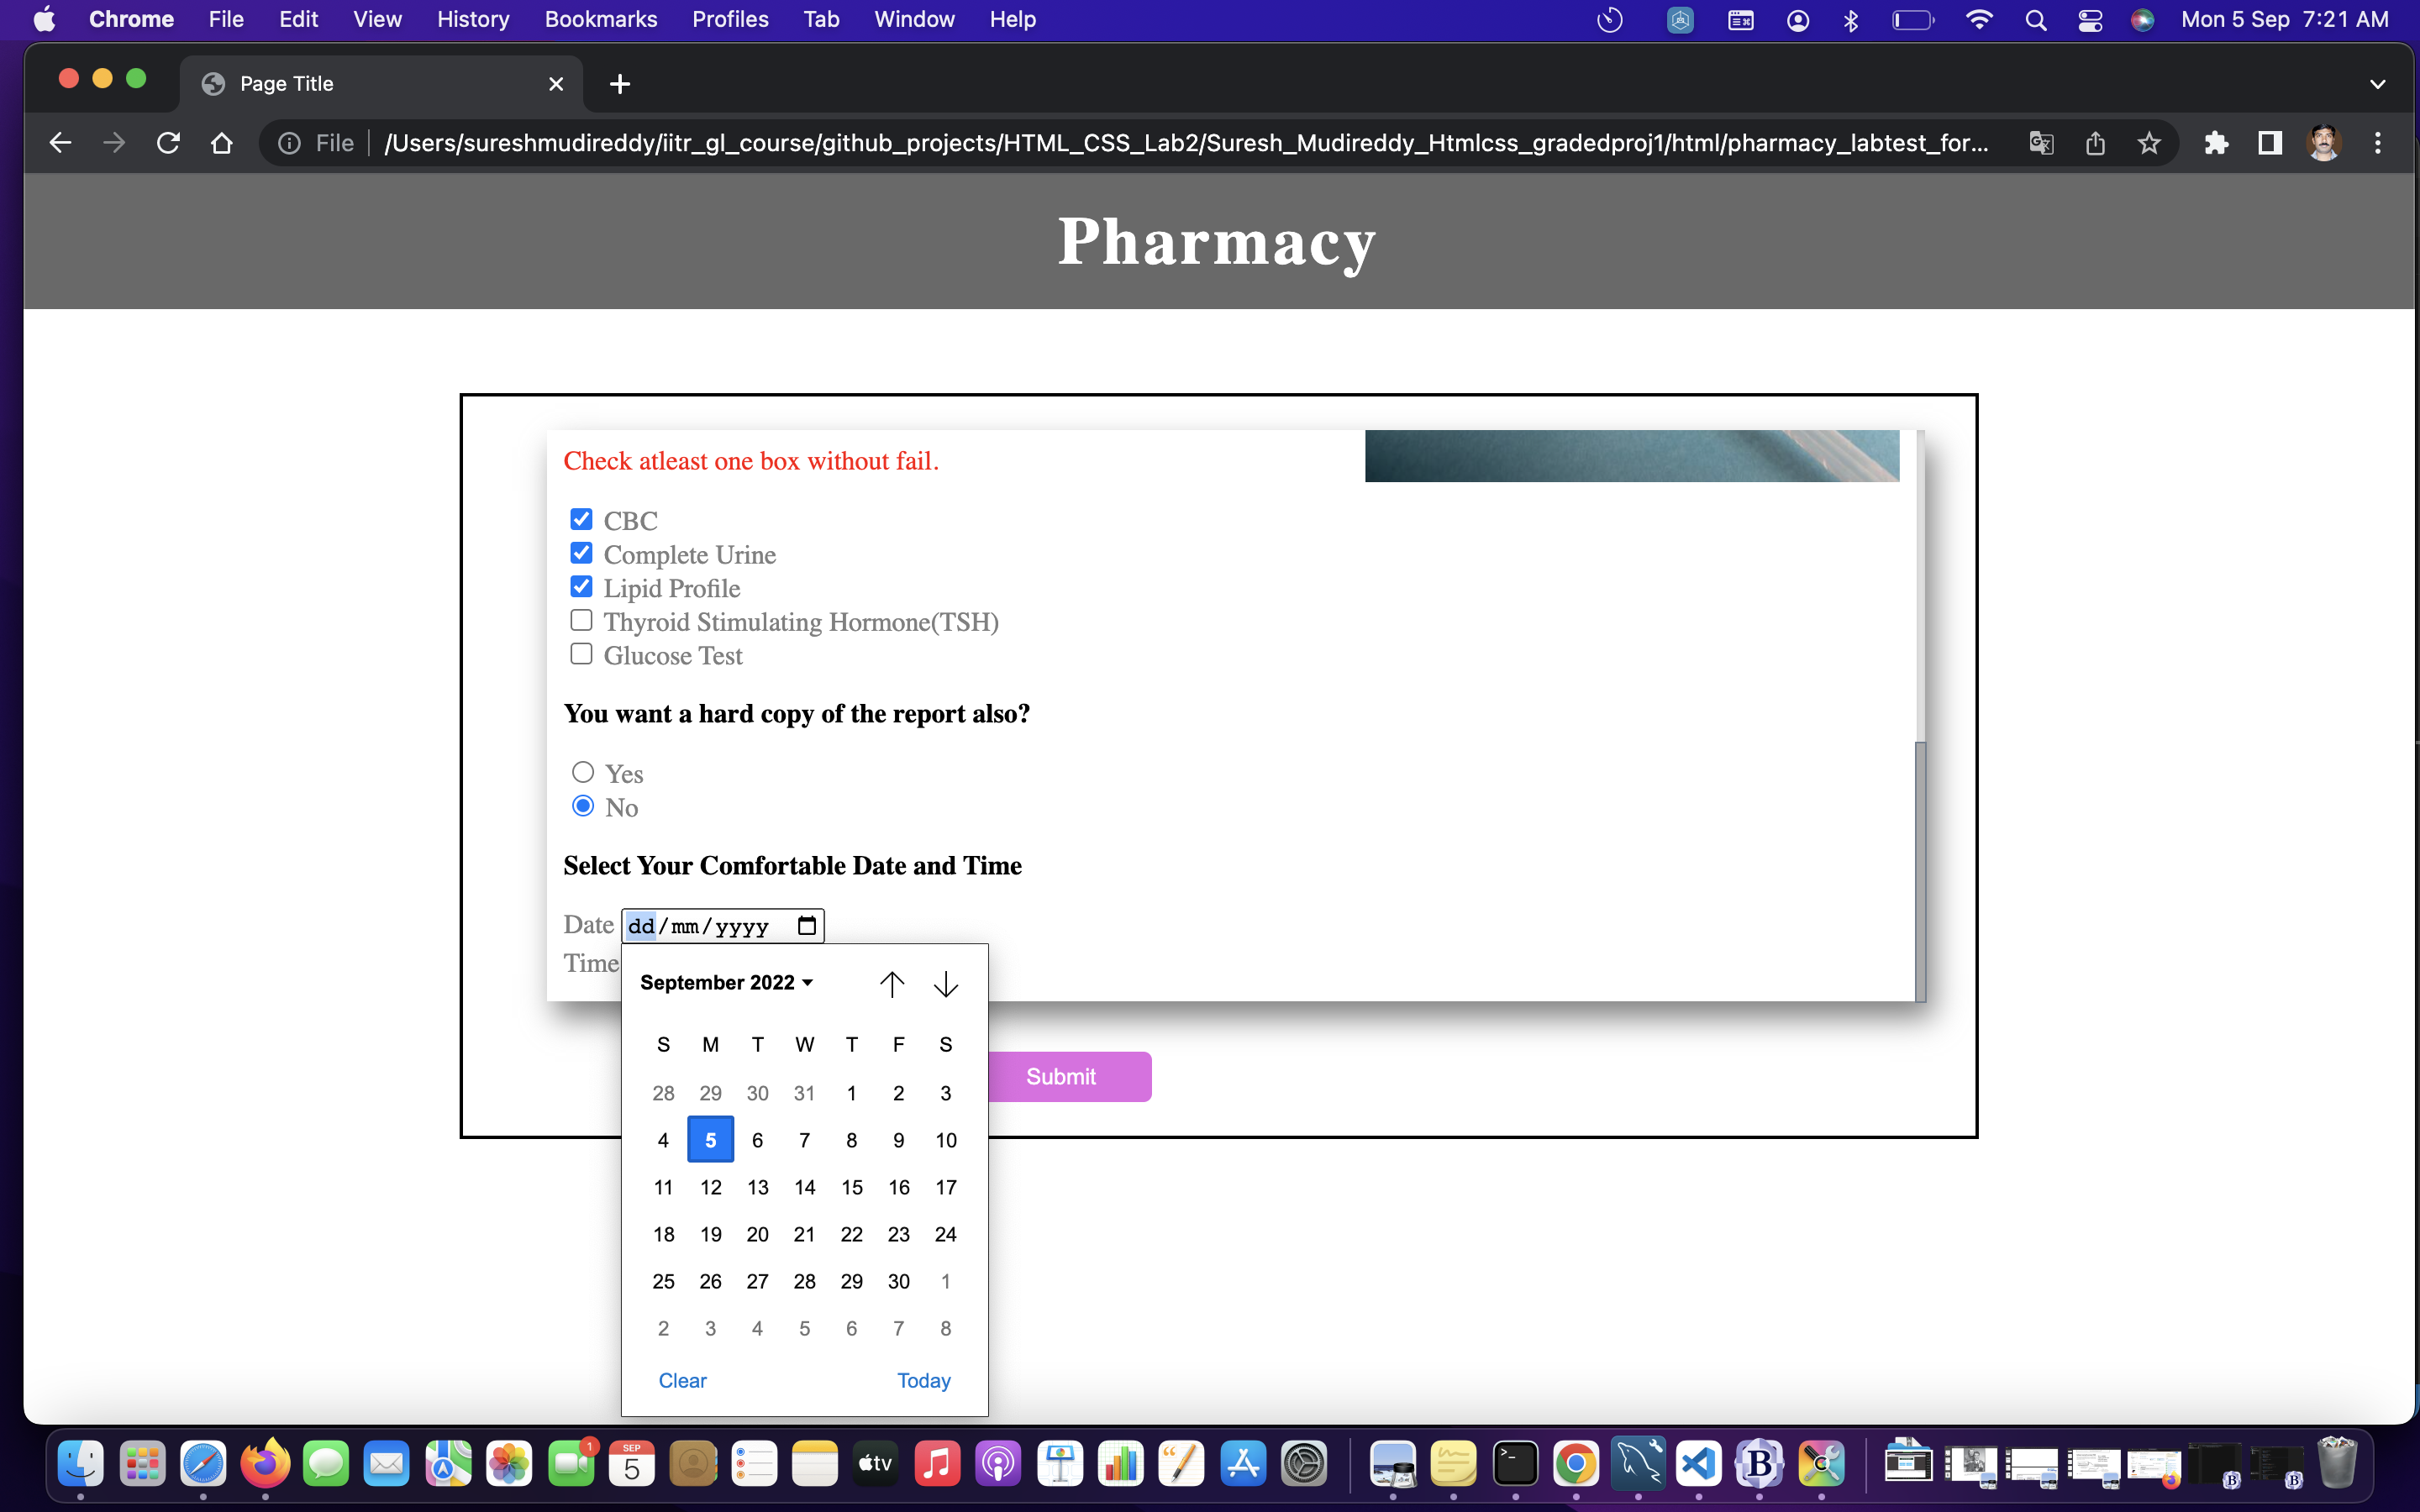 Chrome File Edit View History Bookmarks Profiles Tab Window Help Mon 5 Sep 7:21 AM
Page Title
File /Users/sureshmudireddy/iitr_gl_course/github_projects/HTML_CSS_Lab2/Suresh_Mudireddy_Htmlcss_gradedproj1/html/pharmacy_labtest_for...
Pharmacy
Check atleast one box without fail.
CBC
Complete Urine
Lipid Profile
Thyroid Stimulating Hormone(TSH)
Glucose Test
You want a hard copy of the report also?
Yes
No
Select Your Comfortable Date and Time
Date dd/mm/yyyy
Time
September 2022
S M T W T F S
28 29 30 31 1 2 3
4 5 6 7 8 9 10
11 12 13 14 15 16 17
18 19 20 21 22 23 24
25 26 27 28 29 30 1
2 3 4 5 6 7 8
Clear Today
Submit
1
SEP
5
tv
B